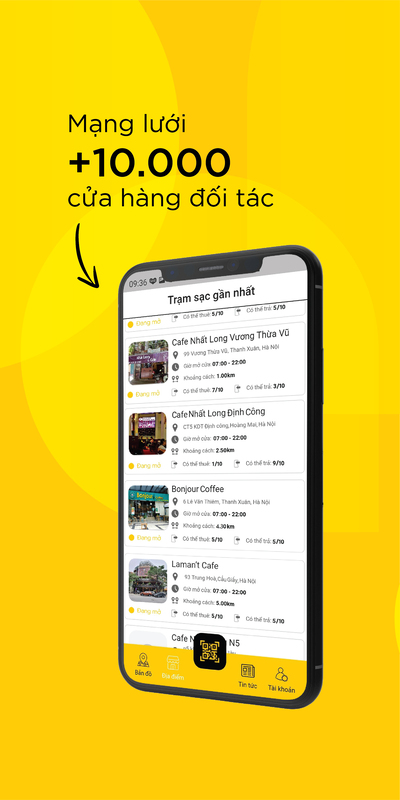 Mạng lưới
+10.000
cửa hàng đối tác
09:36
Trạm sạc gần nhất
Đang mở Có thể thuê: 5/10 Có thể trả: 5/10
Cafe Nhất Long Vương Thừa Vũ
99 Vương Thừa Vũ, Thanh Xuân, Hà Nội
Giờ mở cửa: 07:00 - 22:00
Khoảng cách: 1.00km
Đang mở Có thể thuê: 7/10 Có thể trả: 3/10
Cafe Nhất Long Định Công
CT5 KĐT Định công, Hoàng Mai, Hà Nội
Giờ mở cửa: 07:00 - 22:00
Khoảng cách: 2.50km
Đang mở Có thể thuê: 1/10 Có thể trả: 9/10
Bonjour Coffee
6 Lê Văn Thiêm, Thanh Xuân, Hà Nội
Giờ mở cửa: 07:00 - 22:00
Khoảng cách: 4.30km
Đang mở Có thể thuê: 5/10 Có thể trả: 5/10
Laman't Cafe
93 Trung Hoà, Cầu Giấy, Hà Nội
Giờ mở cửa: 07:00 - 22:00
Khoảng cách: 5.00km
Đang mở Có thể thuê: 5/10 Có thể trả: 5/10
Cafe N5
Bản đồ Địa điểm Tin tức Tài khoản